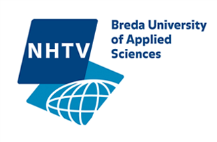 Breda University
of Applied
Sciences
NHTV